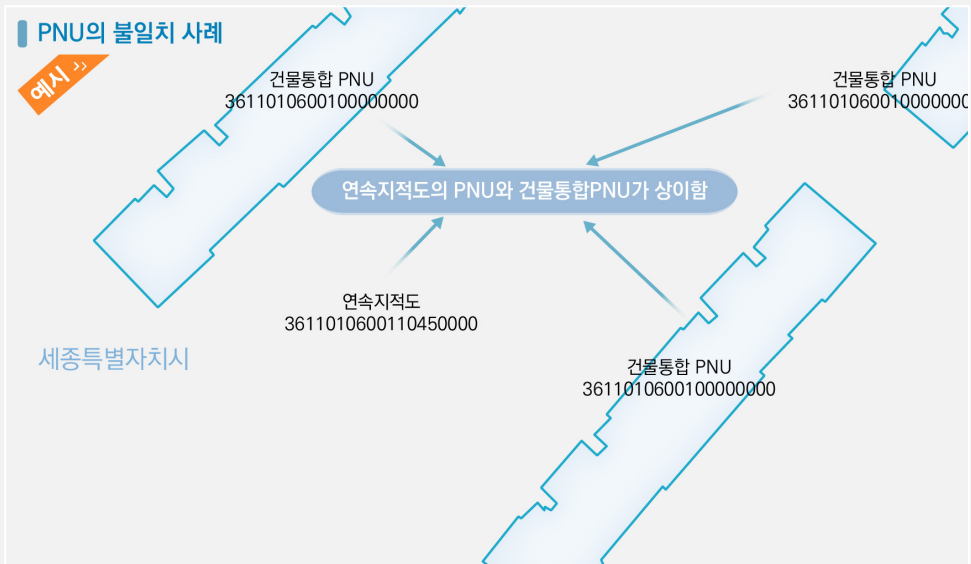 PNU의 불일치 사례
예시 >>
건물통합 PNU
3611010600100000000
건물통합 PNU
361101060010000000
연속지적도의 PNU와 건물통합PNU가 상이함
연속지적도
3611010600110450000
세종특별자치시
건물통합 PNU
3611010600100000000